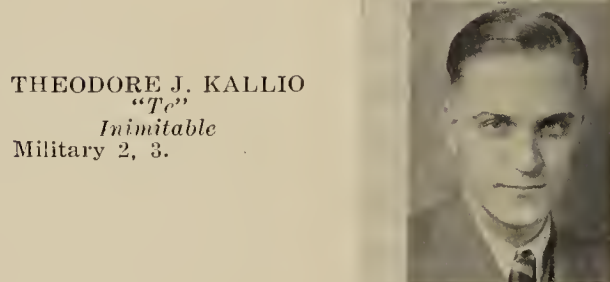 THEODORE J. KALLIO
"Te"
Inimitable
Military 2, 3.